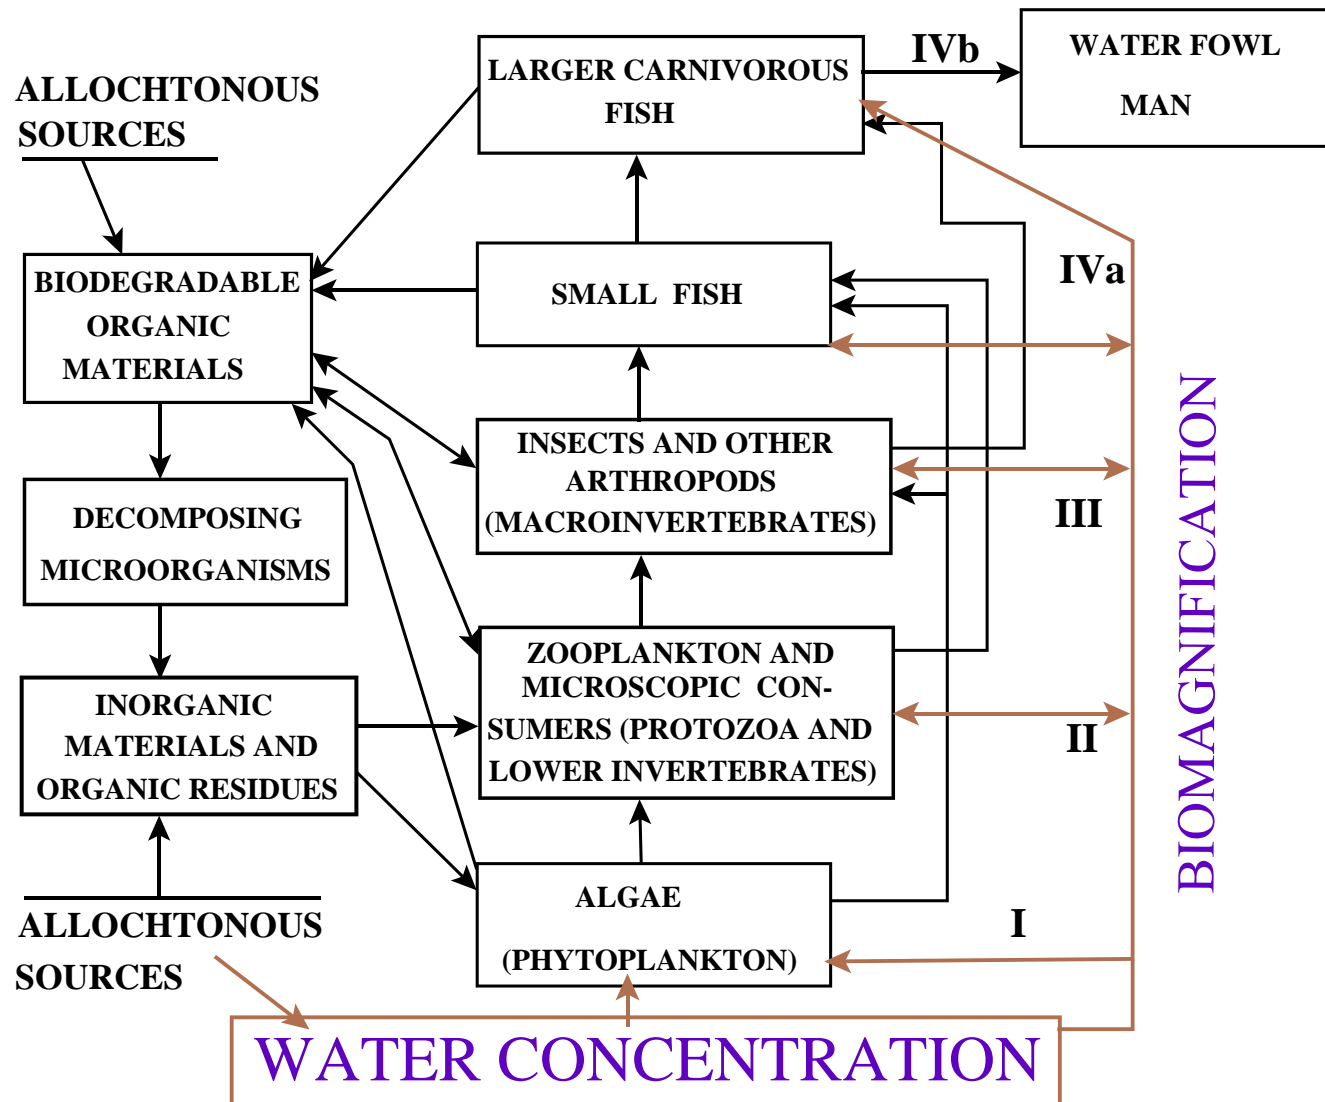 ALLOCHTONOUS
SOURCES
LARGER CARNIVOROUS
FISH
IVb
WATER FOWL
MAN
BIODEGRADABLE
ORGANIC
MATERIALS
SMALL FISH
IVa
DECOMPOSING
MICROORGANISMS
INSECTS AND OTHER
ARTHROPODS
(MACROINVERTEBRATES)
III
INORGANIC
MATERIALS AND
ORGANIC RESIDUES
ZOOPLANKTON AND
MICROSCOPIC CON-
SUMERS (PROTOZOA AND
LOWER INVERTEBRATES)
II
BIOMAGNIFICATION
ALLOCHTONOUS
SOURCES
ALGAE
(PHYTOPLANKTON)
I
WATER CONCENTRATION